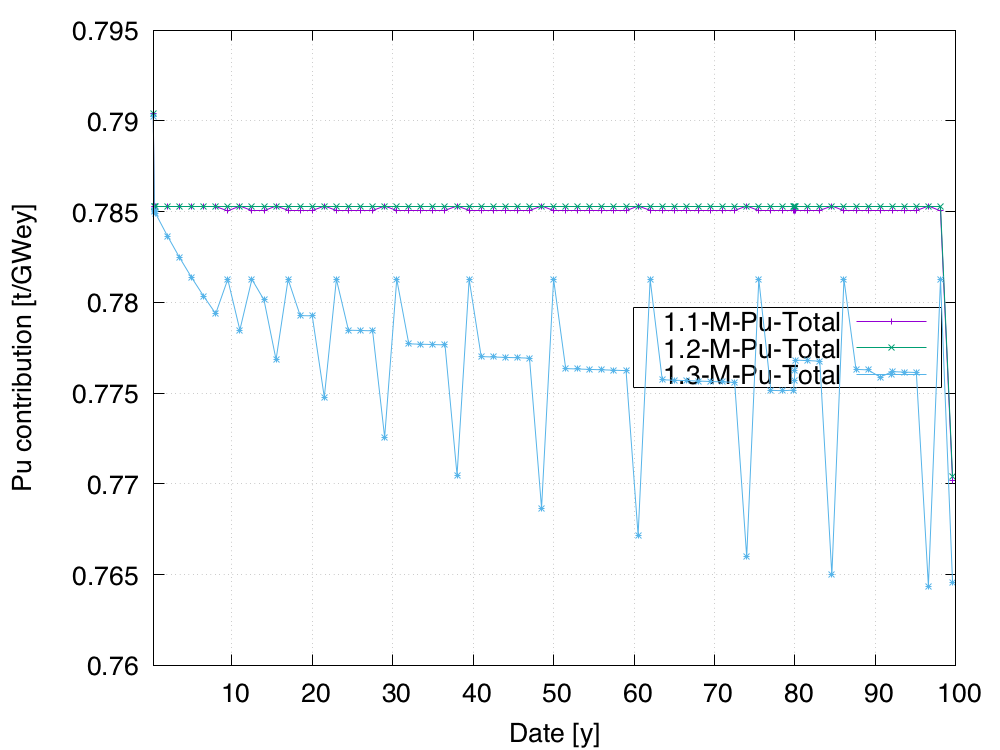 0.795
0.79
0.785
0.78
0.775
0.77
0.765
0.76
Pu contribution [t/GWey]
1.1-M-Pu-Total
1.2-M-Pu-Total
1.3-M-Pu-Total
10 20 30 40 50 60 70 80 90 100
Date [y]